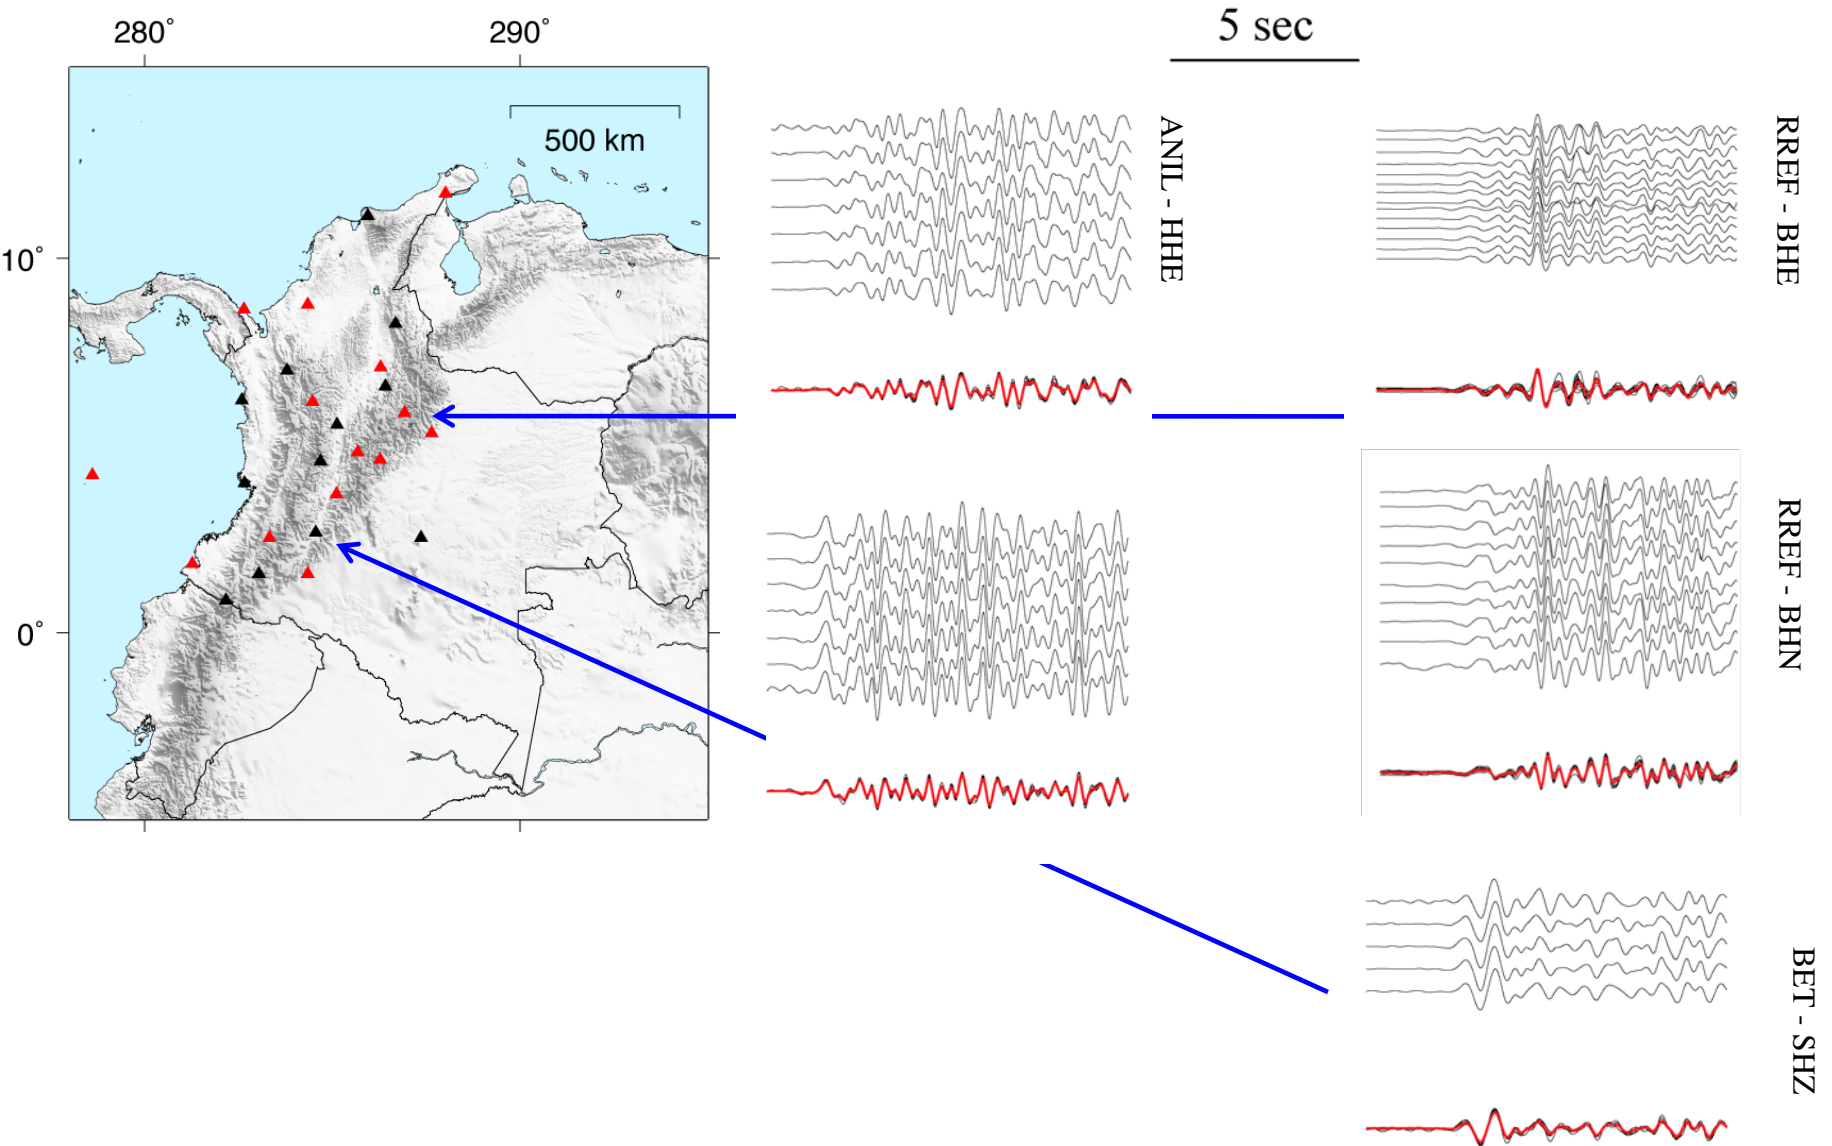 280°
290°
5 sec
500 km
10°
0°
ANIL - HHE
RREF - BHE
RREF - BHN
BET - SHZ